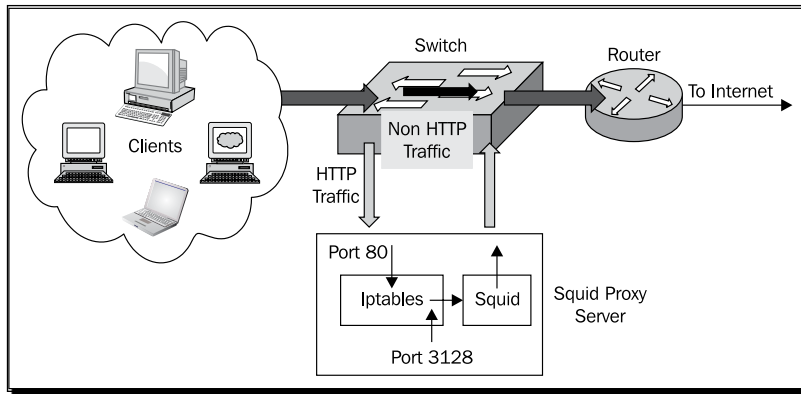 Switch
Router
To Internet
Clients
Non HTTP
Traffic
HTTP
Traffic
Port 80
Iptables
Squid
Squid Proxy
Server
Port 3128